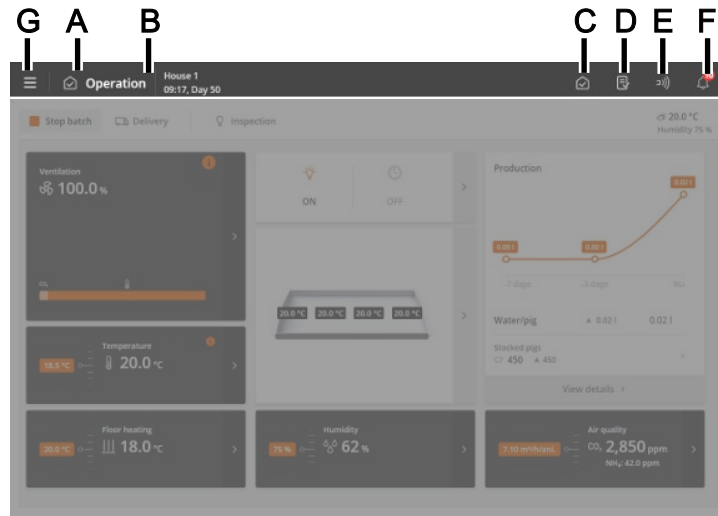 G A B C D E F
Operation
House 1
09:17, Day 50
Stop batch Delivery Inspection
20.0 °C
Humidity 75 %
Ventilation
100.0 %
ON OFF
Production
0.02 l
0.00 l 0.00 l
-7 days -3 days
20.0 °C 20.0 °C 20.0 °C 20.0 °C
Water/pig 0.02 l 0.02 l
Stocked pigs
450 450
View details
Temperature
18.5 °C 20.0 °C
Floor heating
20.0 °C 18.0 °C
Humidity
75 % 62 %
Air quality
7.10 m³/h/ani. CO₂ 2,850 ppm
NH₃: 42.0 ppm